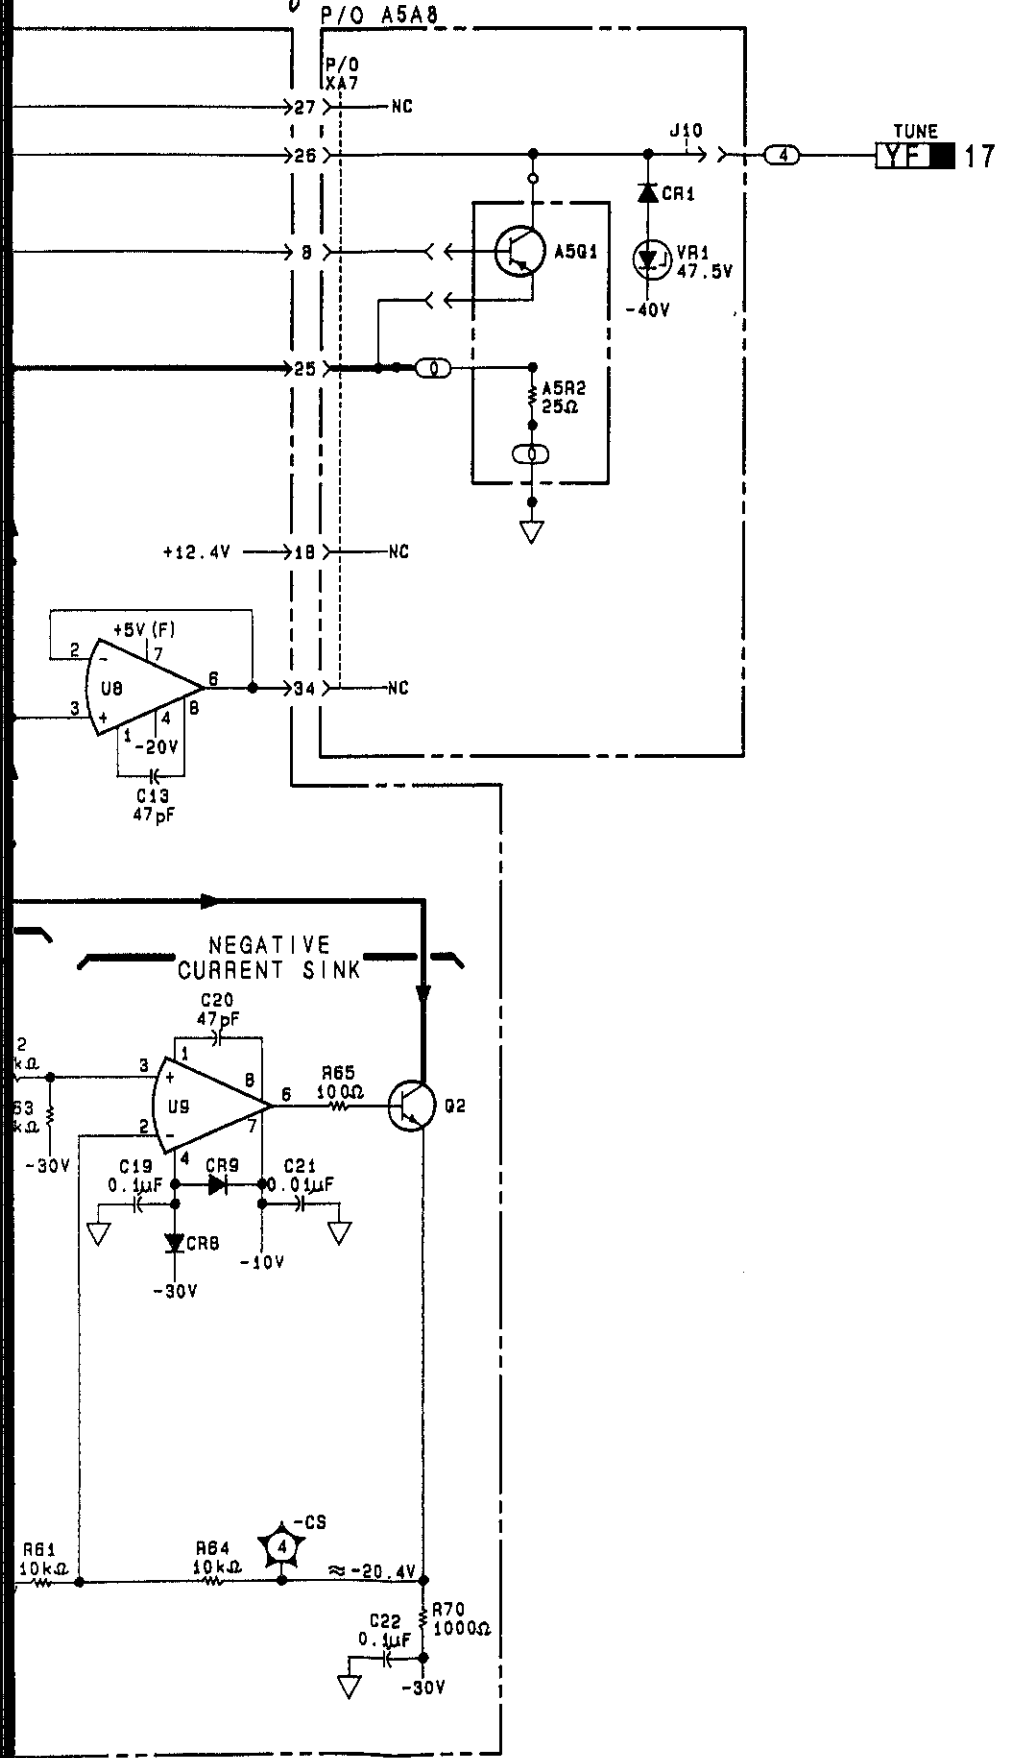 P/O A5A8
P/O
XA7
27 NC
26
J10
4
TUNE
YF 17
CR1
8
A5Q1
VR1
47.5V
-40V
25
0
A5R2
25Ω
0
+12.4V 18 NC
+5V(F)
2 - 7
U8 6 34 NC
3 + 4 8
1 -20V
C13
47pF
NEGATIVE
CURRENT SINK
C20
47pF
1
2
kΩ
3 + 8
R65
100Ω
U9 6 Q2
63
kΩ
2 - 7
-30V
4
C19
0.1µF
CR9
C21
0.01µF
CR8
-10V
-30V
-CS
4
R61
10kΩ
R64
10kΩ
≈-20.4V
R70
1000Ω
C22
0.1µF
-30V